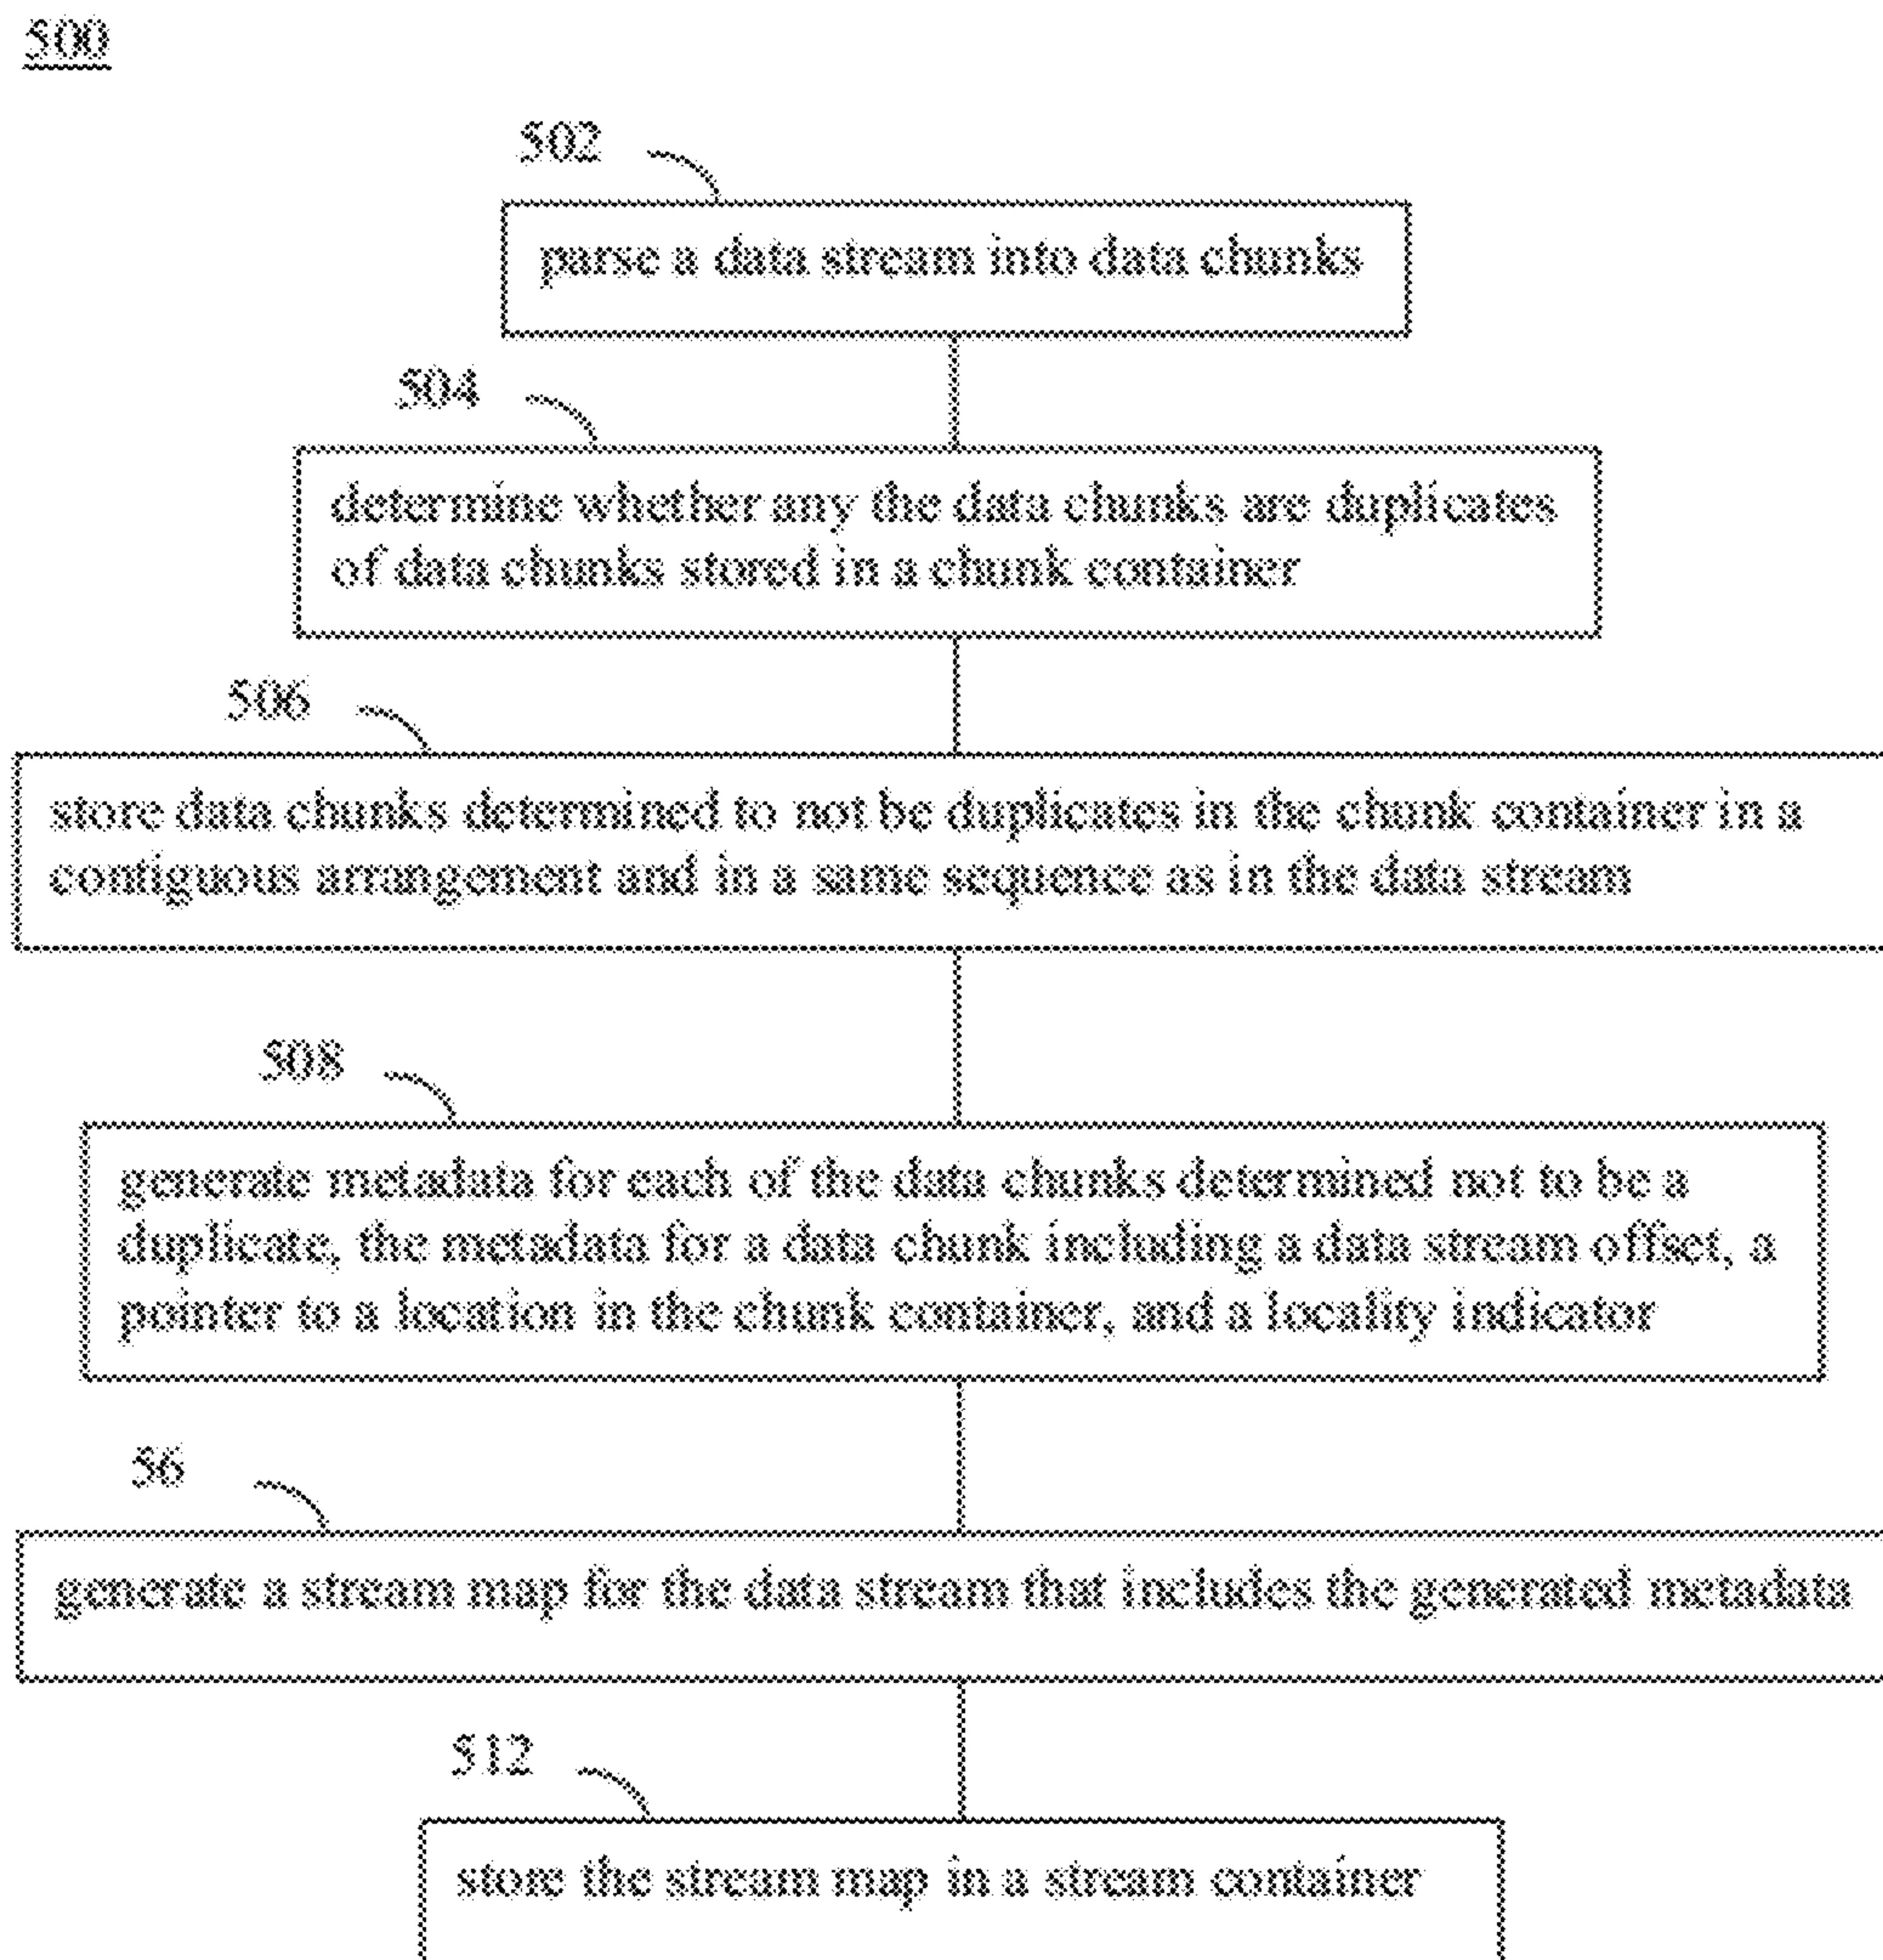 500
502
parse a data stream into data chunks
504
determine whether any the data chunks are duplicates
of data chunks stored in a chunk container
506
store data chunks determined to not be duplicates in the chunk container in a
contiguous arrangement and in a same sequence as in the data stream
508
generate metadata for each of the data chunks determined not to be a
duplicate, the metadata for a data chunk including a data stream offset, a
pointer to a location in the chunk container, and a locality indicator
56
generate a stream map for the data stream that includes the generated metadata
512
store the stream map in a stream container